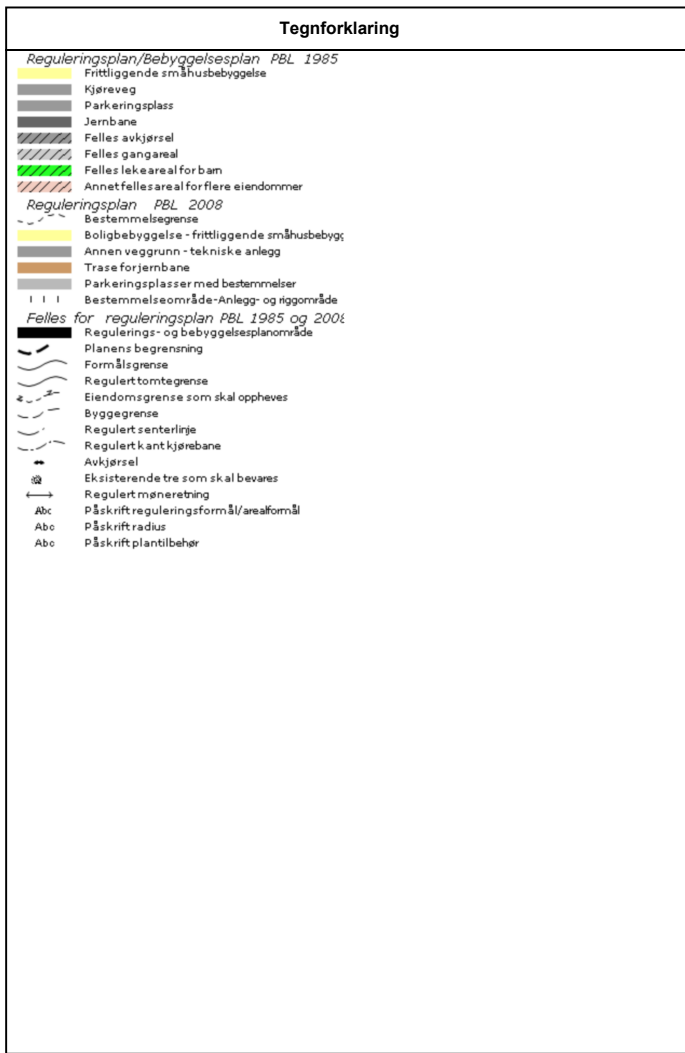 Tegnforklaring
Reguleringsplan/Bebyggelsesplan PBL 1985
Frittliggende småhusbebyggelse
Kjøreveg
Parkeringsplass
Jernbane
Felles avkjørsel
Felles gangareal
Felles lekeareal for barn
Annet fellesareal for flere eiendommer
Reguleringsplan PBL 2008
Bestemmelsegrense
Boligbebyggelse - frittliggende småhusbebygg
Annen veggrunn - tekniske anlegg
Trase for jernbane
Parkeringsplasser med bestemmelser
Bestemmelseområde-Anlegg- og riggområde
Felles for reguleringsplan PBL 1985 og 2008
Regulerings- og bebyggelsesplanområde
Planens begrensning
Formålsgrense
Regulert tomtegrense
Eiendomsgrense som skal oppheves
Byggegrense
Regulert senterlinje
Regulert kant kjørebane
Avkjørsel
Eksisterende tre som skal bevares
Regulert møneretning
Abc Påskrift reguleringsformål/arealformål
Abc Påskrift radius
Abc Påskrift plantilbehør